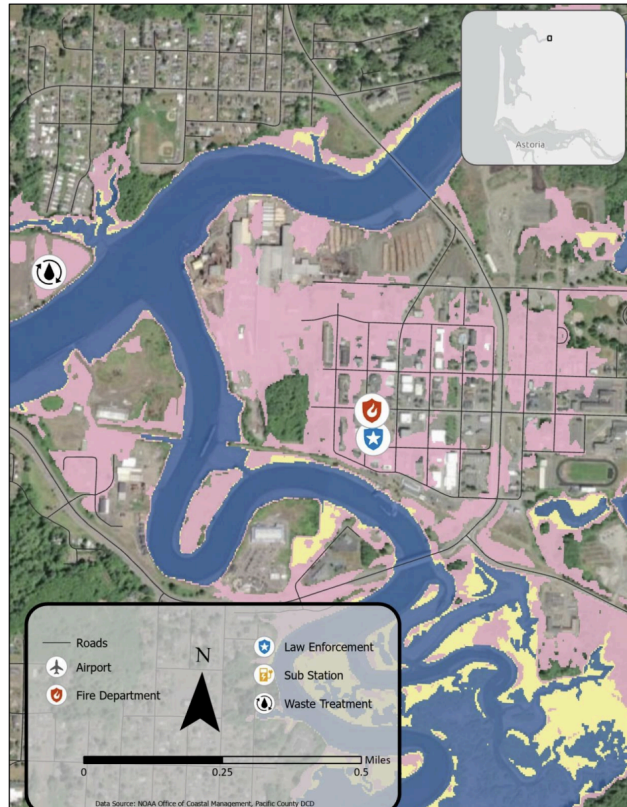 Astoria
Roads
Airport
Fire Department
N
Law Enforcement
Sub Station
Waste Treatment
Miles
0
0.25
0.5
Data Source: NOAA Office of Coastal Management, Pacific County DCD